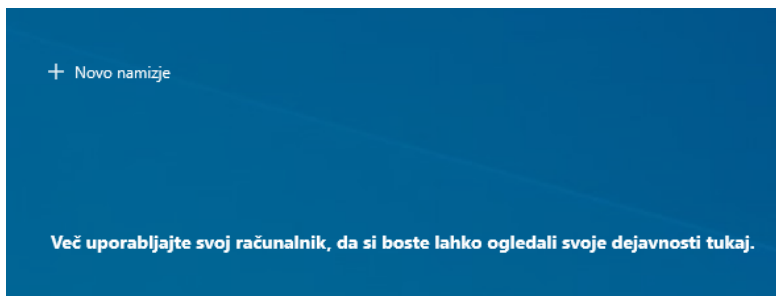 + Novo namizje
Več uporabljajte svoj računalnik, da si boste lahko ogledali svoje dejavnosti tukaj.